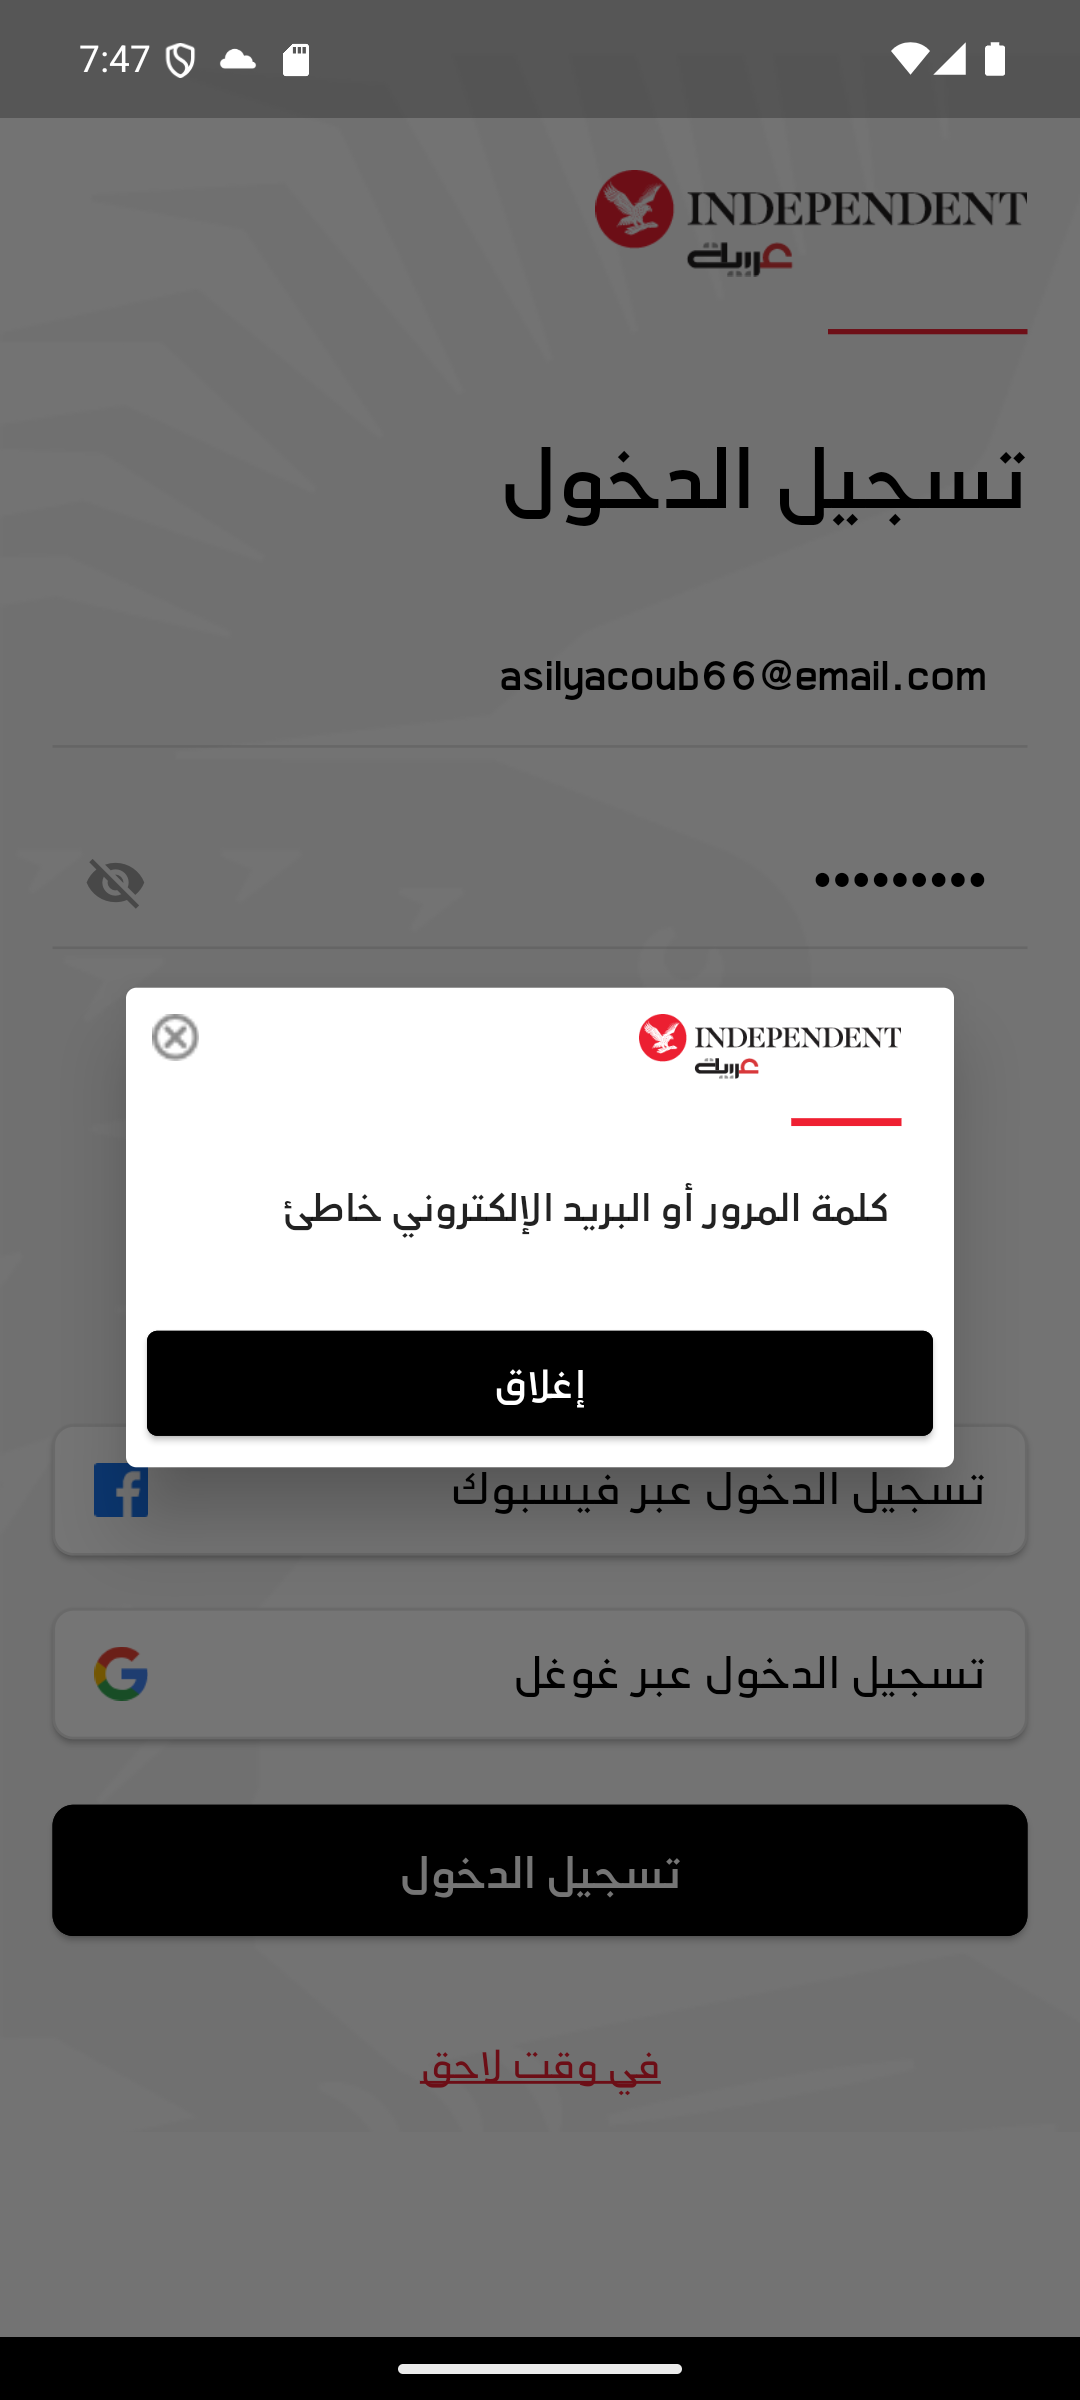 7:47
INDEPENDENT
عربية
تسجيل الدخول
asilyacoub66@email.com
•••••••••
INDEPENDENT
عربية
كلمة المرور أو البريد الإلكتروني خاطئ
إغلاق
تسجيل الدخول عبر فيسبوك
تسجيل الدخول عبر غوغل
تسجيل الدخول
في وقت لاحق